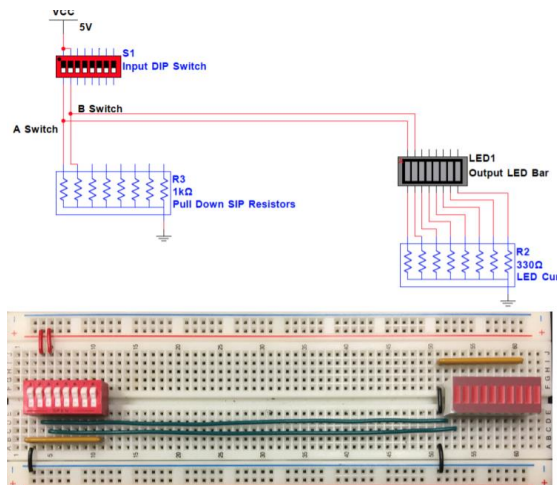 VCC
5V
S1
Input DIP Switch
B Switch
A Switch
LED1
Output LED Bar
R3
1kΩ
Pull Down SIP Resistors
R2
330Ω
LED Cur